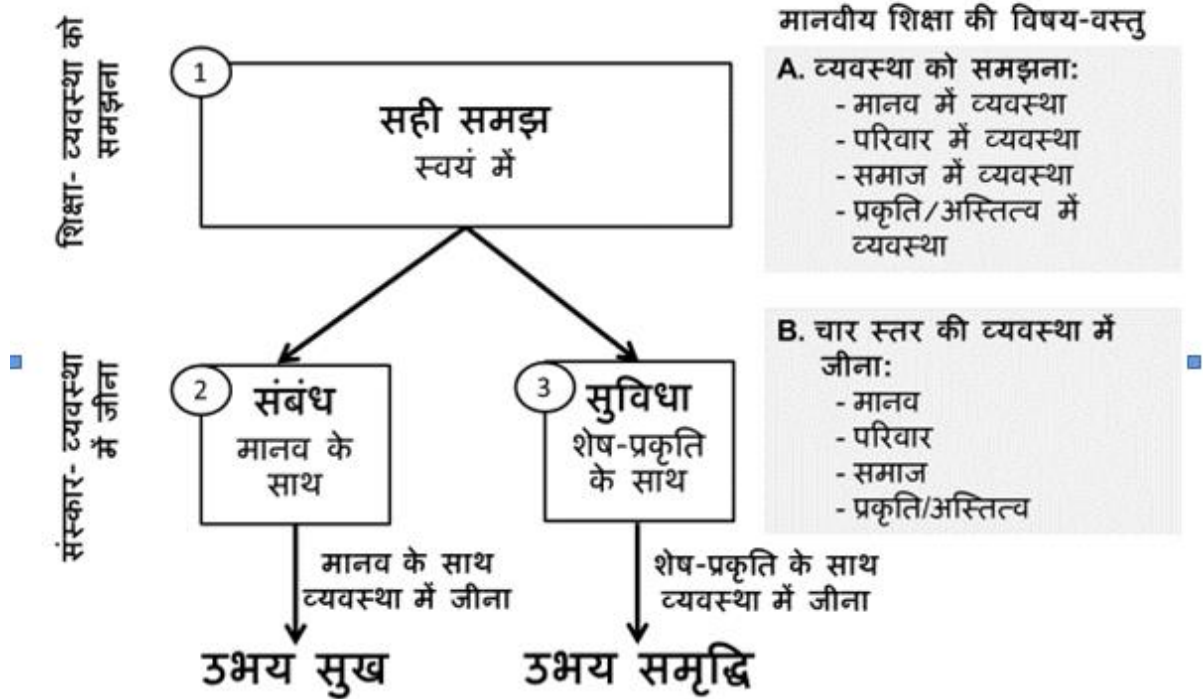 शिक्षा- व्यवस्था को
समझना
1
सही समझ
स्वयं में
मानवीय शिक्षा की विषय-वस्तु
A. व्यवस्था को समझना:
- मानव में व्यवस्था
- परिवार में व्यवस्था
- समाज में व्यवस्था
- प्रकृति/अस्तित्व में
व्यवस्था
संस्कार- व्यवस्था
में जीना
2
संबंध
मानव के
साथ
3
सुविधा
शेष-प्रकृति
के साथ
B. चार स्तर की व्यवस्था में
जीना:
- मानव
- परिवार
- समाज
- प्रकृति/अस्तित्व
मानव के साथ
व्यवस्था में जीना
शेष-प्रकृति के साथ
व्यवस्था में जीना
उभय सुख
उभय समृद्धि